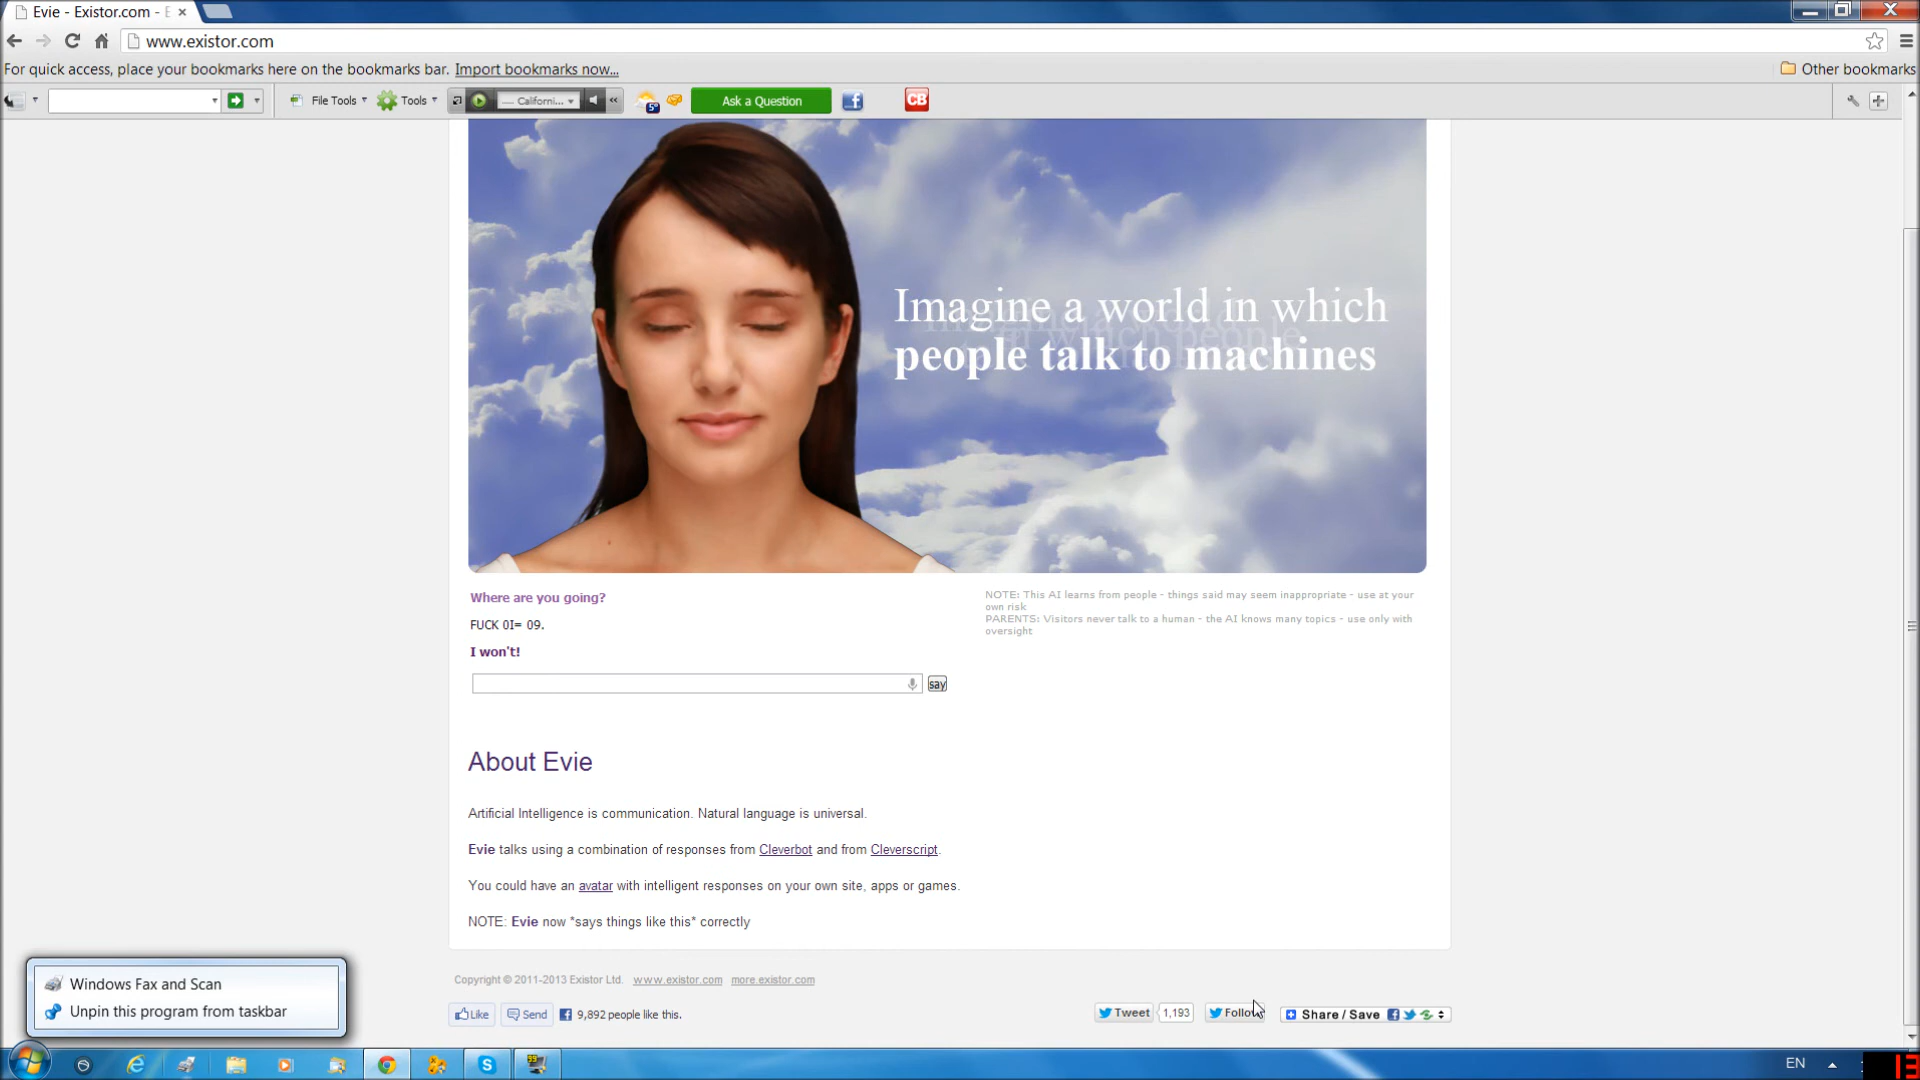 Evie - Existor.com - E
www.existor.com
For quick access, place your bookmarks here on the bookmarks bar. Import bookmarks now...
Other bookmarks
File Tools
Tools
Californi...
5°
Ask a Question
CB
Imagine a world in which
people talk to machines
Where are you going?
FUCK 0I= 09.
I won't!
say
NOTE: This AI learns from people - things said may seem inappropriate - use at your
own risk
PARENTS: Visitors never talk to a human - the AI knows many topics - use only with
oversight
About Evie
Artificial Intelligence is communication. Natural language is universal.
Evie talks using a combination of responses from Cleverbot and from Cleverscript.
You could have an avatar with intelligent responses on your own site, apps or games.
NOTE: Evie now *says things like this* correctly
Copyright © 2011-2013 Existor Ltd. www.existor.com more.existor.com
Like
Send
9,892 people like this.
Tweet
1,193
Follow
Share / Save
Windows Fax and Scan
Unpin this program from taskbar
EN
13